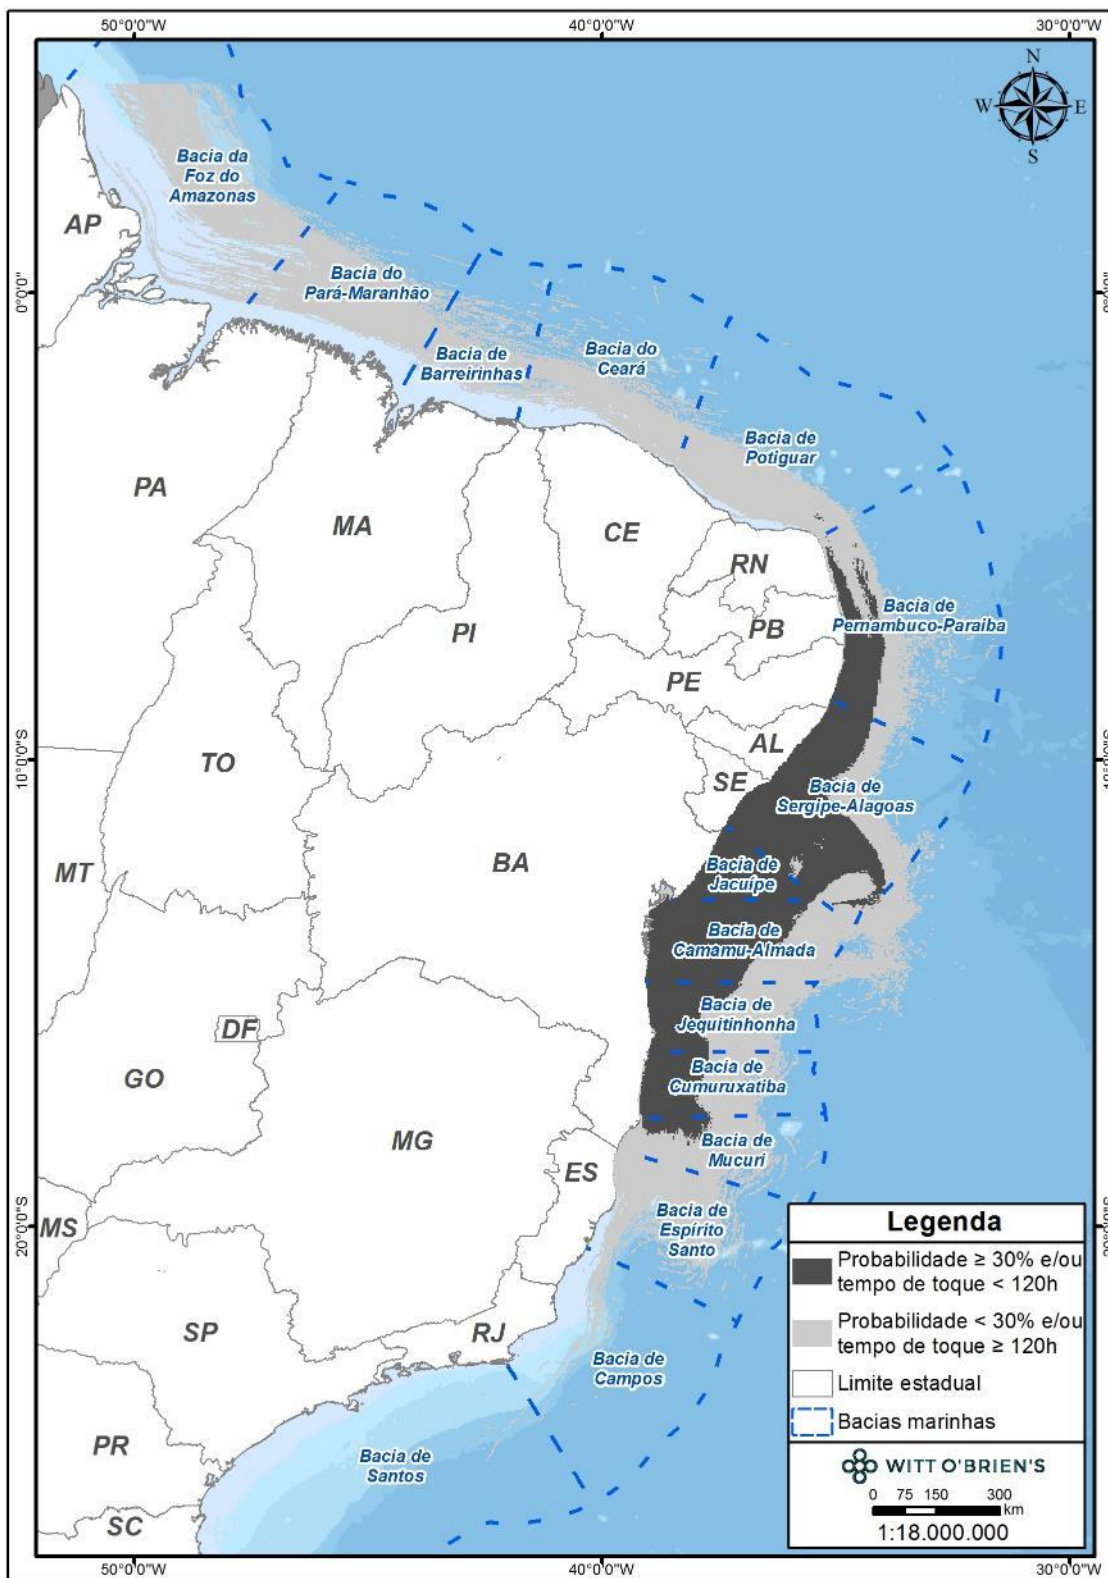 50°0'0"W 40°0'0"W 30°0'0"W
N
W E
S
Bacia da
Foz do
Amazonas
AP
0°0'0"
Bacia do
Pará-Maranhão
Bacia de
Barreirinhas
Bacia do
Ceará
Bacia de
Potiguar
PA
MA
CE
RN
PI
PB
Bacia de
Pernambuco-Paraíba
PE
AL
10°0'0"S
TO
SE
Bacia de
Sergipe-Alagoas
MT
BA
Bacia de
Jacuípe
Bacia de
Camamu-Almada
Bacia de
Jequitinhonha
DF
GO
Bacia de
Cumuruxatiba
MG
Bacia de
Mucuri
ES
MS
20°0'0"S
Bacia de
Espírito
Santo
SP
RJ
Bacia de
Campos
PR
Bacia de
Santos
SC
Legenda
Probabilidade ≥ 30% e/ou
tempo de toque < 120h
Probabilidade < 30% e/ou
tempo de toque ≥ 120h
Limite estadual
Bacias marinhas
WITT O'BRIEN'S
0 75 150 300
km
1:18.000.000
50°0'0"W 40°0'0"W 30°0'0"W